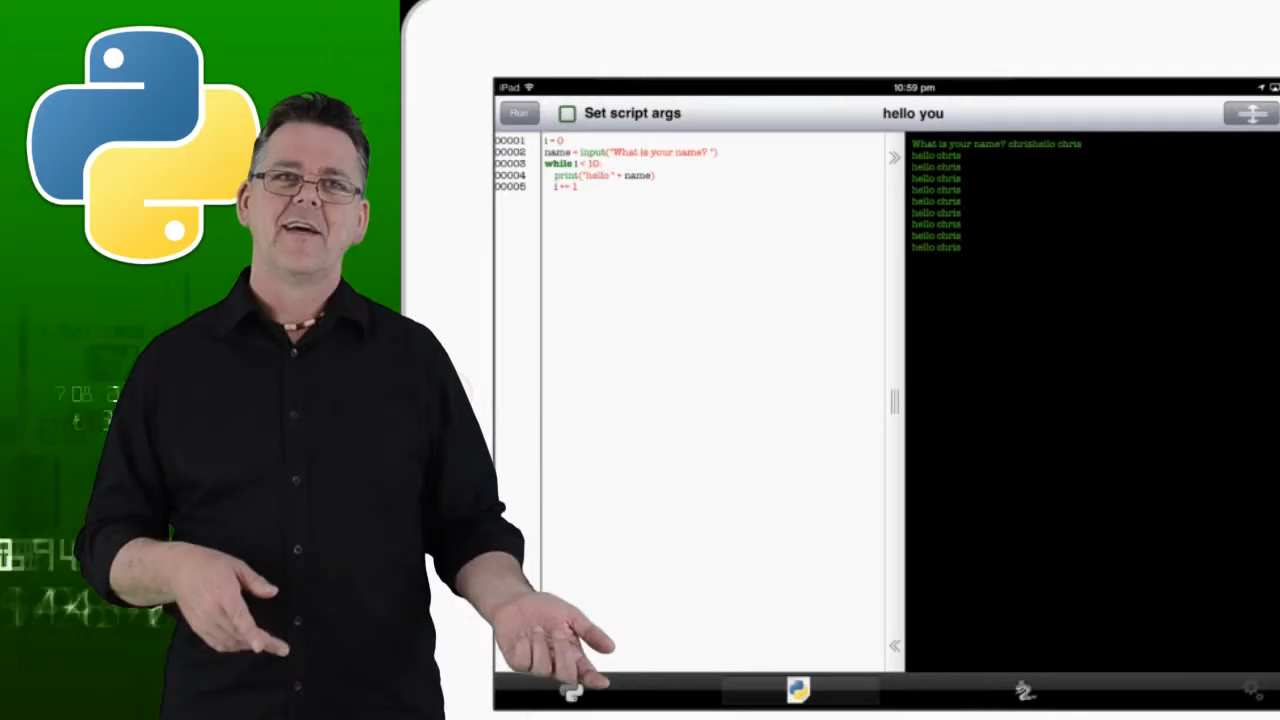 iPad 10:59 pm
Run Set script args hello you
00001 i = 0
00002 name = input("What is your name? ")
00003 while i < 10:
00004 print("hello " + name)
00005 i += 1
What is your name? chrishello chris
hello chris
hello chris
hello chris
hello chris
hello chris
hello chris
hello chris
hello chris
hello chris